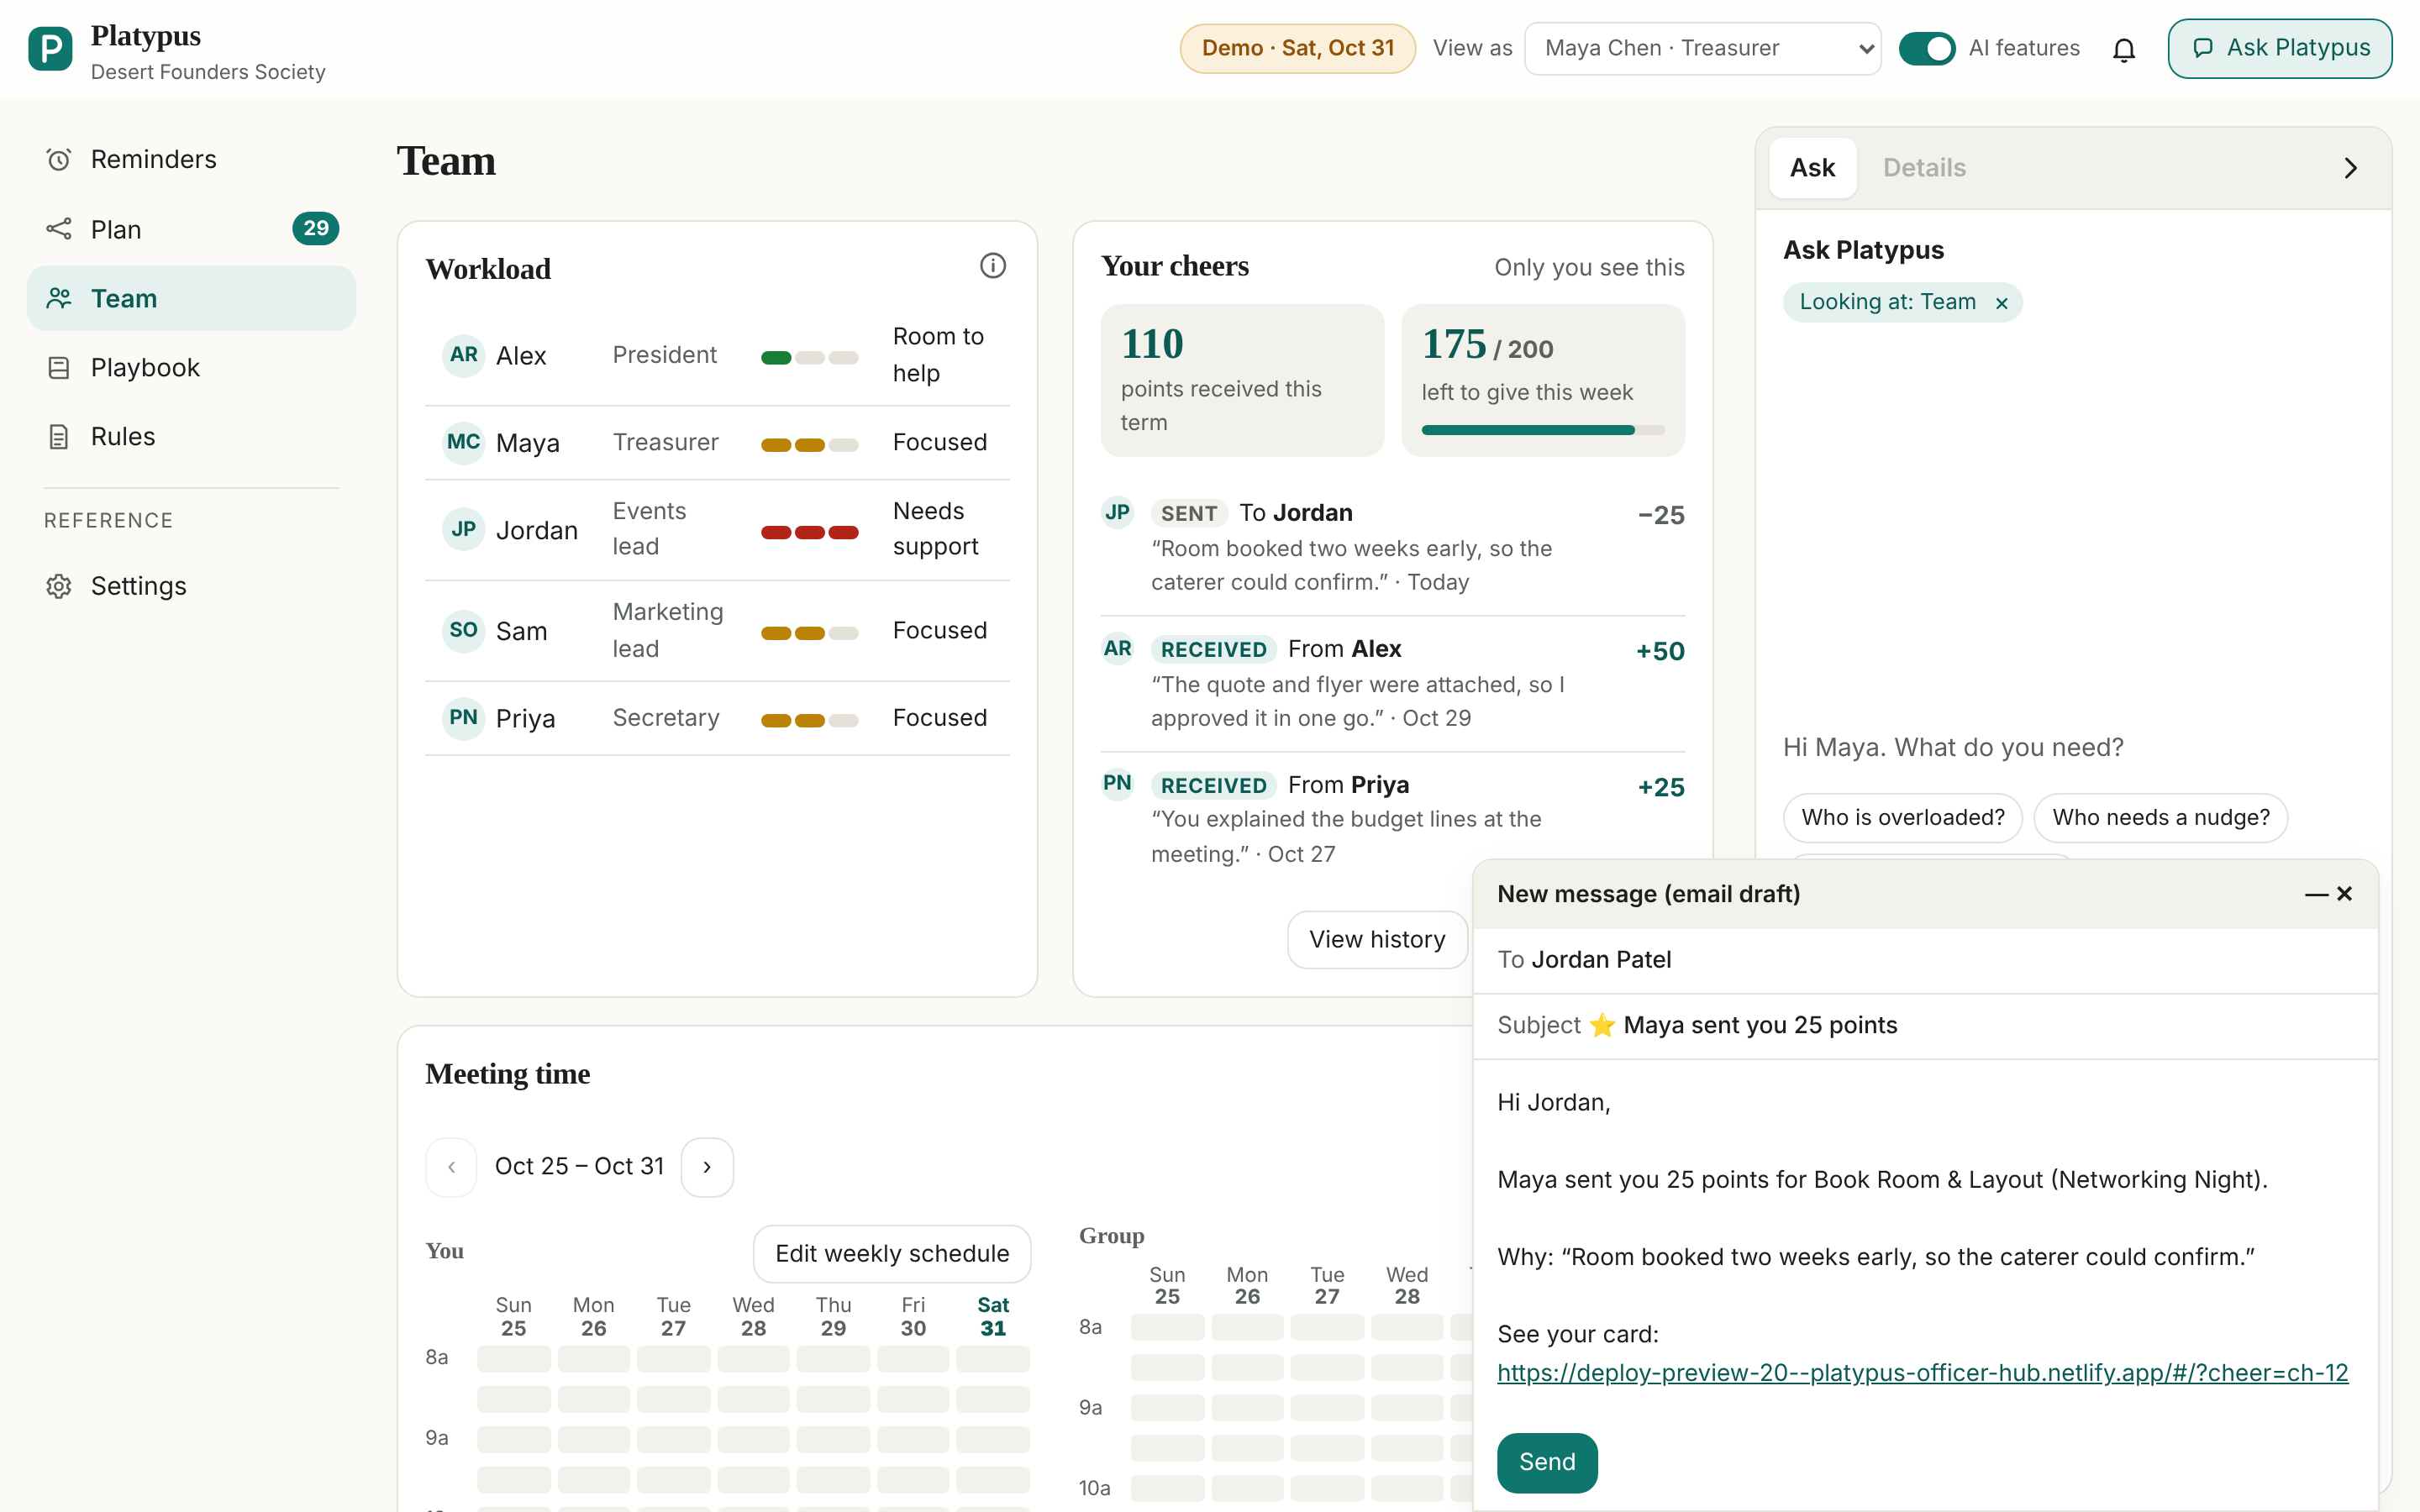 P
Platypus
Desert Founders Society
Demo · Sat, Oct 31
View as
Maya Chen · Treasurer
AI features
Ask Platypus
Reminders
Plan
29
Team
Playbook
Rules
REFERENCE
Settings
Team
Workload
AR Alex President Room to
help
MC Maya Treasurer Focused
JP Jordan Events
lead
Needs
support
SO Sam Marketing
lead
Focused
PN Priya Secretary Focused
Your cheers
Only you see this
110
points received this
term
175 / 200
left to give this week
JP SENT To Jordan −25
“Room booked two weeks early, so the
caterer could confirm.” · Today
AR RECEIVED From Alex +50
“The quote and flyer were attached, so I
approved it in one go.” · Oct 29
PN RECEIVED From Priya +25
“You explained the budget lines at the
meeting.” · Oct 27
View history
Meeting time
‹ Oct 25 – Oct 31 ›
You
Edit weekly schedule
Sun Mon Tue Wed Thu Fri Sat
25 26 27 28 29 30 31
8a
9a
Group
Sun Mon Tue Wed
25 26 27 28
8a
9a
10a
Ask
Details
Ask Platypus
Looking at: Team ×
Hi Maya. What do you need?
Who is overloaded?
Who needs a nudge?
New message (email draft)
— ×
To Jordan Patel
Subject ⭐ Maya sent you 25 points
Hi Jordan,
Maya sent you 25 points for Book Room & Layout (Networking Night).
Why: “Room booked two weeks early, so the caterer could confirm.”
See your card:
https://deploy-preview-20--platypus-officer-hub.netlify.app/#/?cheer=ch-12
Send